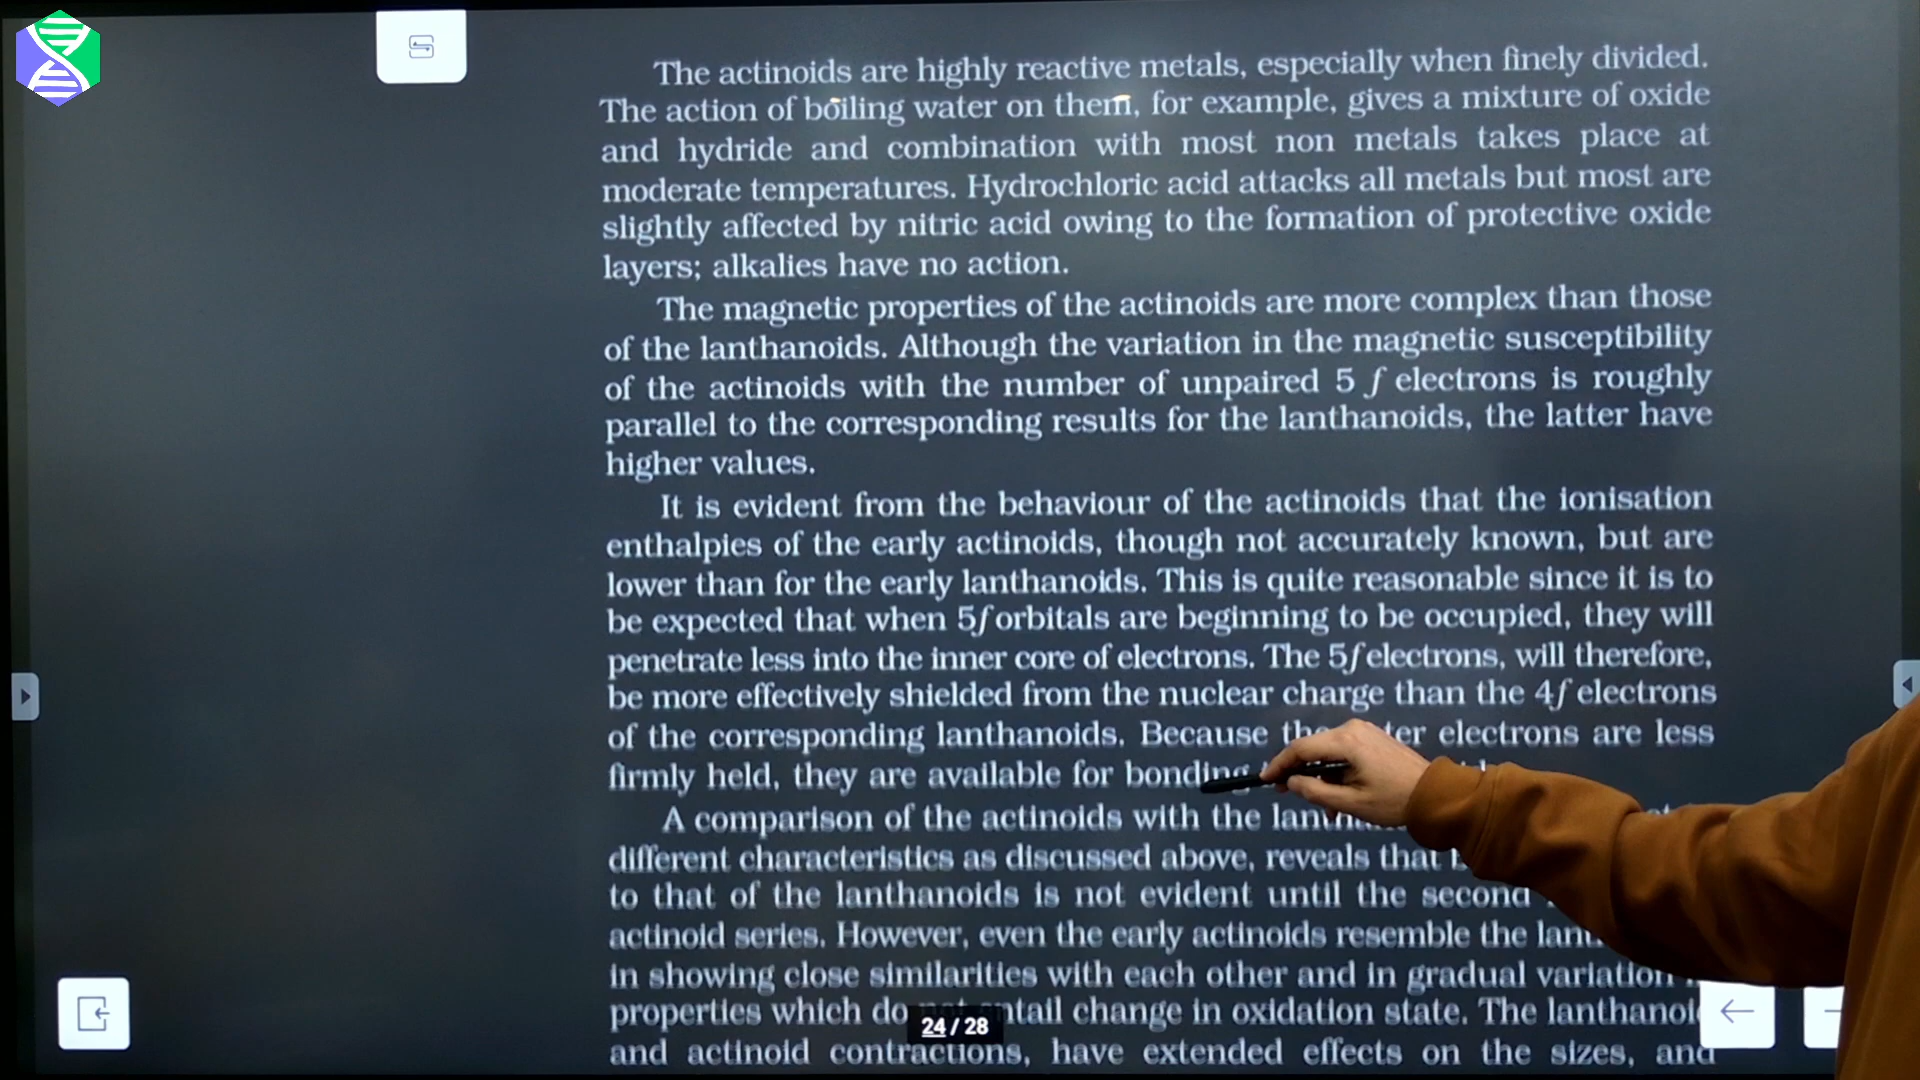 The actinoids are highly reactive metals, especially when finely divided.
The action of boiling water on them, for example, gives a mixture of oxide
and hydride and combination with most non metals takes place at
moderate temperatures. Hydrochloric acid attacks all metals but most are
slightly affected by nitric acid owing to the formation of protective oxide
layers; alkalies have no action.
The magnetic properties of the actinoids are more complex than those
of the lanthanoids. Although the variation in the magnetic susceptibility
of the actinoids with the number of unpaired 5 f electrons is roughly
parallel to the corresponding results for the lanthanoids, the latter have
higher values.
It is evident from the behaviour of the actinoids that the ionisation
enthalpies of the early actinoids, though not accurately known, but are
lower than for the early lanthanoids. This is quite reasonable since it is to
be expected that when 5f orbitals are beginning to be occupied, they will
penetrate less into the inner core of electrons. The 5f electrons, will therefore,
be more effectively shielded from the nuclear charge than the 4f electrons
of the corresponding lanthanoids. Because electrons are less
firmly held, they are available for bonding
A comparison of the actinoids with the
different characteristics as discussed above, reveals that
to that of the lanthanoids is not evident until the second
actinoid series. However, even the early actinoids resemble the
in showing close similarities with each other and in gradual variation
properties which do change in oxidation state. The
and actinoid contractions, have extended effects on the sizes, and
24 / 28